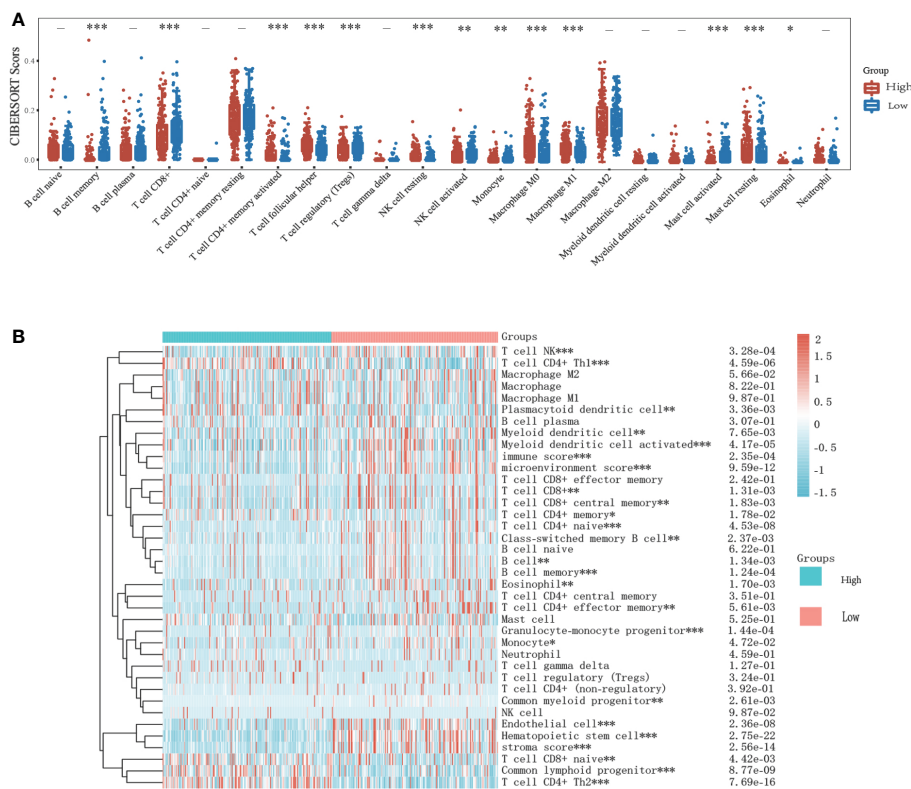 A
— *** — *** — — *** *** *** — *** ** ** *** *** — — — *** *** * —
CIBERSORT Scors
0.4
0.2
0.0
Group
High
Low
B cell naive
B cell memory
B cell plasma
T cell CD8+
T cell CD4+ naive
T cell CD4+ memory resting
T cell CD4+ memory activated
T cell follicular helper
T cell regulatory (Tregs)
T cell gamma delta
NK cell resting
NK cell activated
Monocyte
Macrophage M0
Macrophage M1
Macrophage M2
Myeloid dendritic cell resting
Myeloid dendritic cell activated
Mast cell activated
Mast cell resting
Eosinophil
Neutrophil
B
Groups
T cell NK*** 3.28e-04
T cell CD4+ Th1*** 4.59e-06
Macrophage M2 5.66e-02
Macrophage 8.22e-01
Macrophage M1 9.87e-01
Plasmacytoid dendritic cell** 3.36e-03
B cell plasma 3.07e-01
Myeloid dendritic cell** 7.65e-03
Myeloid dendritic cell activated*** 4.17e-05
immune score*** 2.35e-04
microenvironment score*** 9.59e-12
T cell CD8+ effector memory 2.42e-01
T cell CD8+** 1.31e-03
T cell CD8+ central memory** 1.83e-03
T cell CD4+ memory* 1.78e-02
T cell CD4+ naive*** 4.53e-08
Class-switched memory B cell** 2.37e-03
B cell naive 6.22e-01
B cell** 1.34e-03
B cell memory*** 1.24e-04
Eosinophil** 1.70e-03
T cell CD4+ central memory 3.51e-01
T cell CD4+ effector memory** 5.61e-03
Mast cell 5.25e-01
Granulocyte-monocyte progenitor*** 1.44e-04
Monocyte* 4.72e-02
Neutrophil 4.59e-01
T cell gamma delta 1.27e-01
T cell regulatory (Tregs) 3.24e-01
T cell CD4+ (non-regulatory) 3.92e-01
Common myeloid progenitor** 2.61e-03
NK cell 9.87e-02
Endothelial cell*** 2.36e-08
Hematopoietic stem cell*** 2.75e-22
stroma score*** 2.56e-14
T cell CD8+ naive** 4.42e-03
Common lymphoid progenitor*** 8.77e-09
T cell CD4+ Th2*** 7.69e-16
2
1.5
1
0.5
0
-0.5
-1
-1.5
Groups
High
Low